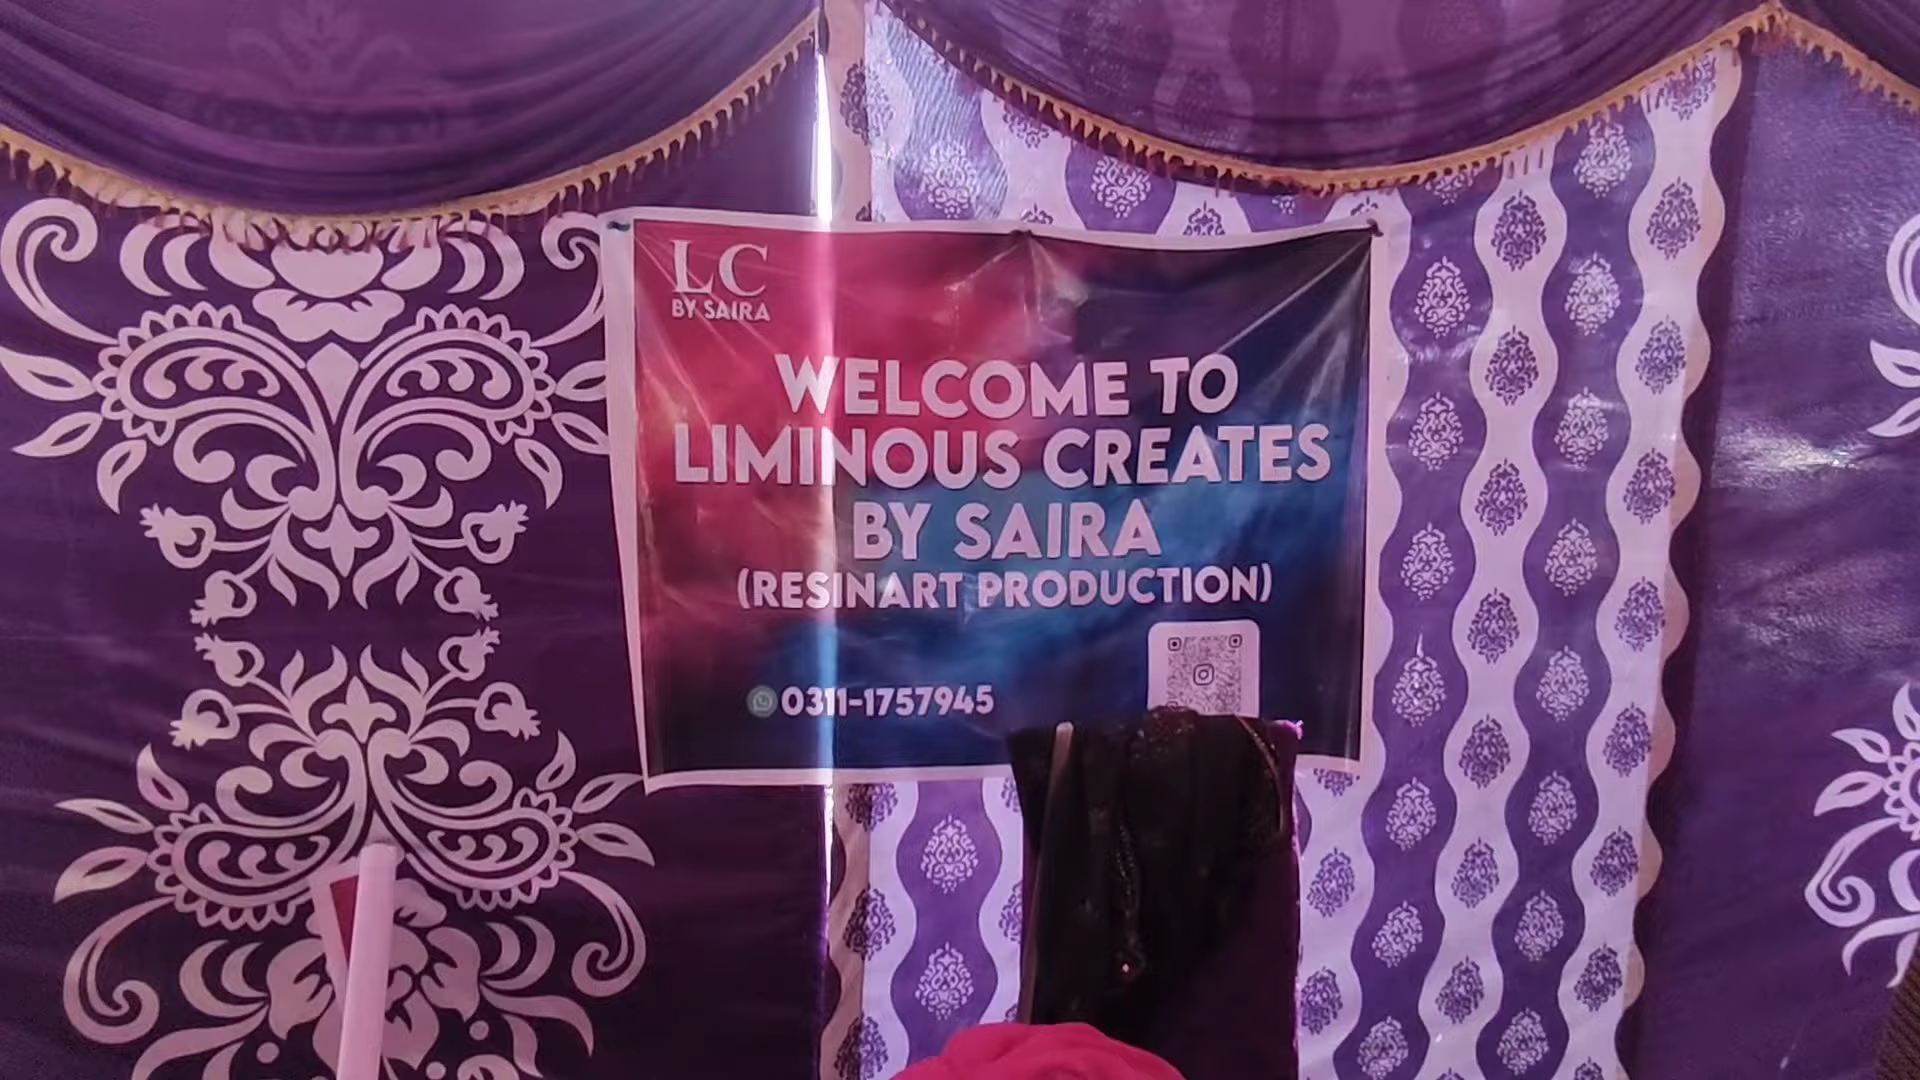 LC
BY SAIRA
WELCOME TO
LIMINOUS CREATES
BY SAIRA
(RESINART PRODUCTION)
0311-1757945